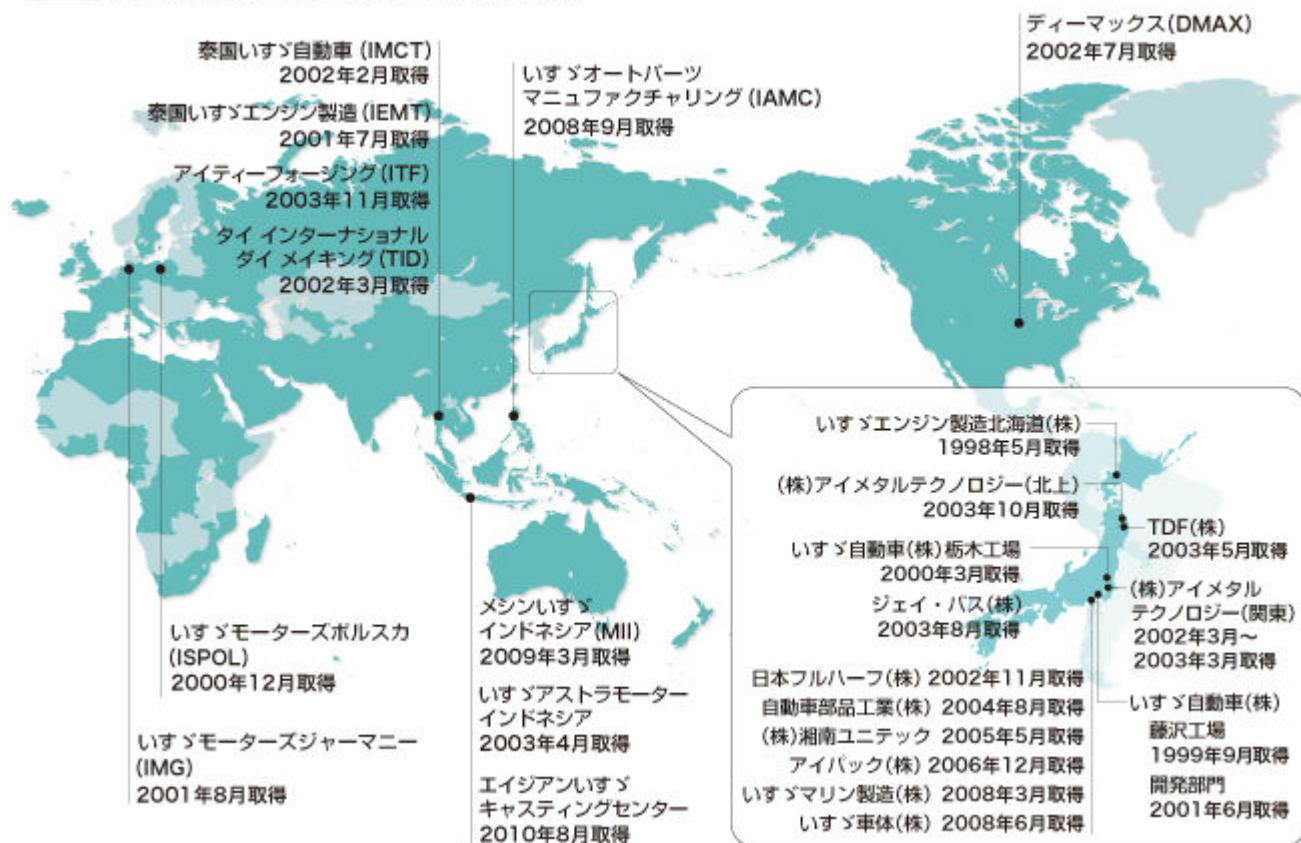 泰国いすゞ自動車 (IMCT)
2002年2月取得
泰国いすゞエンジン製造 (IEMT)
2001年7月取得
アイティーフォージング(ITF)
2003年11月取得
タイ インターナショナル
ダイ メイキング(TID)
2002年3月取得
いすゞオートパーツ
マニュファクチャリング(IAMC)
2008年9月取得
ディーマックス(DMAX)
2002年7月取得
いすゞモーターズポルスカ
(ISPOL)
2000年12月取得
いすゞモーターズジャーマニー
(IMG)
2001年8月取得
メシンいすゞ
インドネシア(MII)
2009年3月取得
いすゞアストラモーター
インドネシア
2003年4月取得
エイジアンいすゞ
キャスティングセンター
2010年8月取得
いすゞエンジン製造北海道(株)
1998年5月取得
(株)アイメタルテクノロジー(北上)
2003年10月取得
いすゞ自動車(株)栃木工場
2000年3月取得
ジェイ・バス(株)
2003年8月取得
日本フルハーフ(株) 2002年11月取得
自動車部品工業(株) 2004年8月取得
(株)湘南ユニテック 2005年5月取得
アイパック(株) 2006年12月取得
いすゞマリン製造(株) 2008年3月取得
いすゞ車体(株) 2008年6月取得
TDF(株)
2003年5月取得
(株)アイメタル
テクノロジー(関東)
2002年3月～
2003年3月取得
いすゞ自動車(株)
藤沢工場
1999年9月取得
開発部門
2001年6月取得